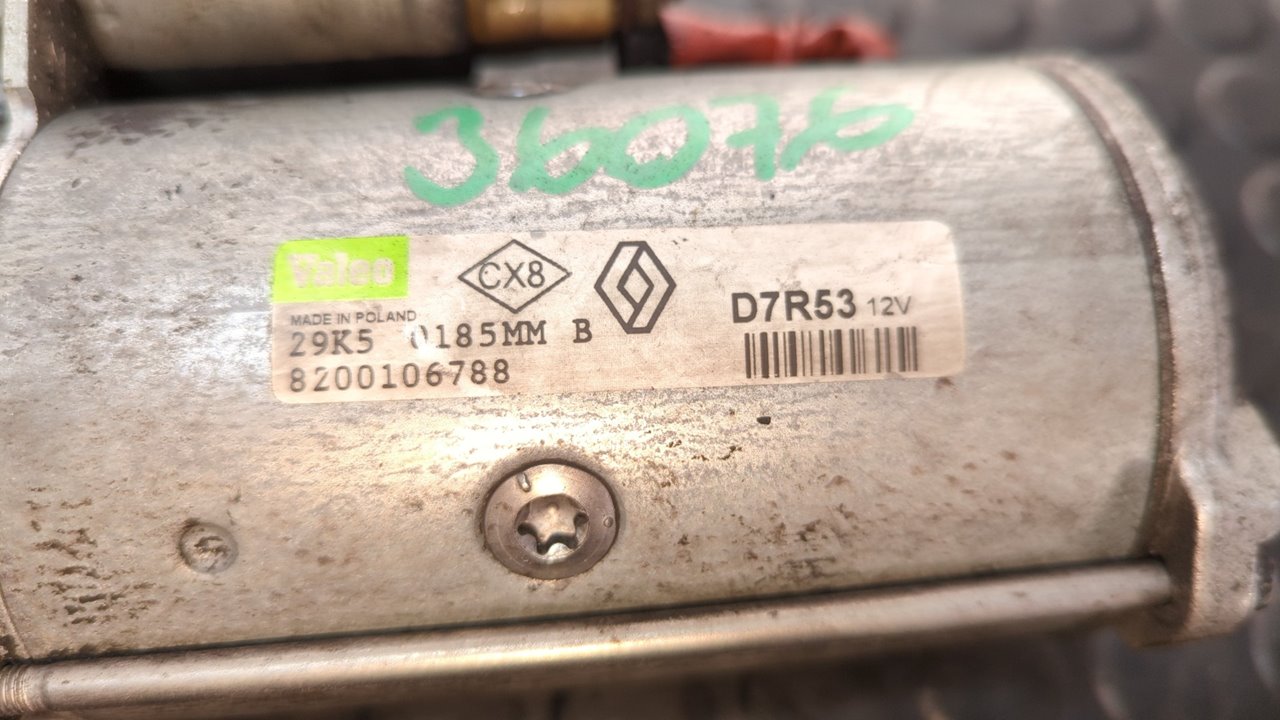 36076
Valeo
CX8
MADE IN POLAND
D7R53 12V
29K5 0185MM B
8200106788